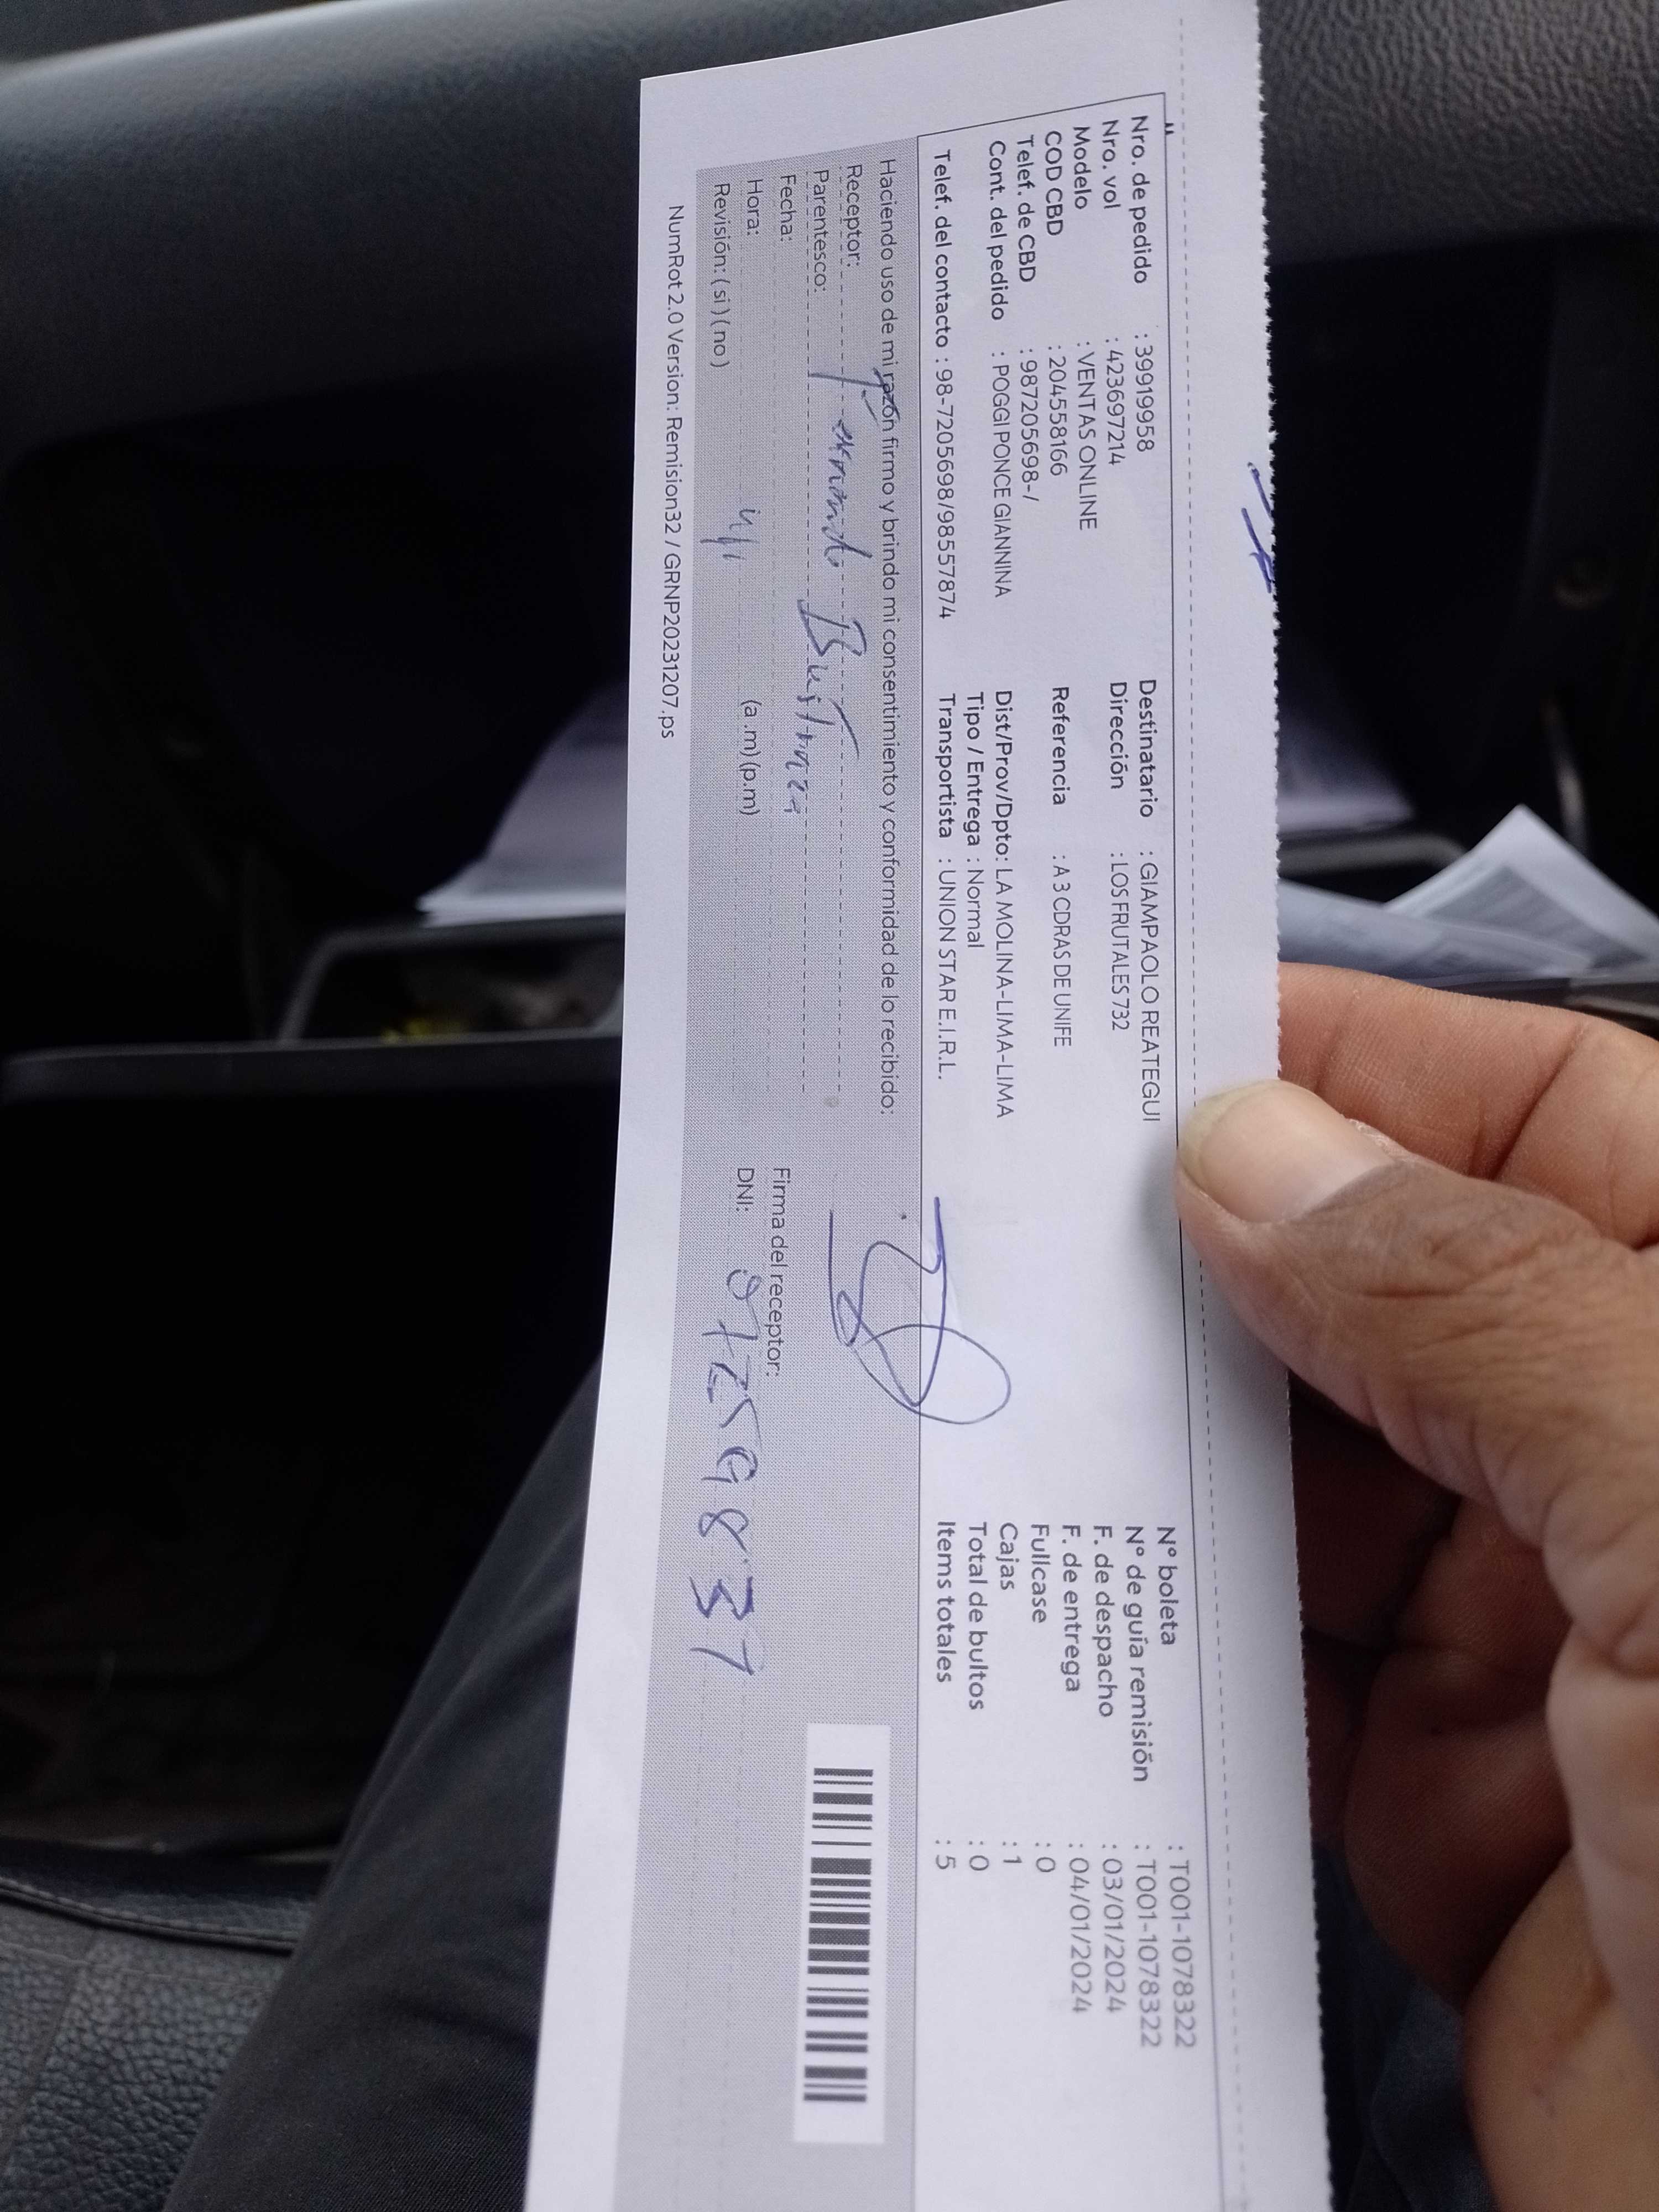 Nro. de pedido : 39919958
Nro. vol : 423697214
Modelo : VENTAS ONLINE
COD CBD : 204558166
Telef. de CBD : 987205698-/
Cont. del pedido : POGGI PONCE GIANNINA
Telef. del contacto : 98-7205698/98557874
Destinatario : GIAMPAOLO REATEGUI
Dirección : LOS FRUTALES 732
Referencia : A 3 CDRAS DE UNIFE
Dist/Prov/Dpto: LA MOLINA-LIMA-LIMA
Tipo / Entrega : Normal
Transportista : UNION STAR E.I.R.L.
N° boleta : T001-1078322
N° de guía remisión : T001-1078322
F. de despacho : 03/01/2024
F. de entrega : 04/01/2024
Fullcase : 0
Cajas : 1
Total de bultos : 0
Items totales : 5
Haciendo uso de mi razón firmo y brindo mi consentimiento y conformidad de lo recibido:
Receptor: Fernando
Parentesco:
Fecha:
Hora: (a .m) (p.m)
Revisión: ( si ) ( no )
Firma del receptor:
DNI: 07259837
NumRot 2.0 Version: Remision32 / GRNP20231207.ps